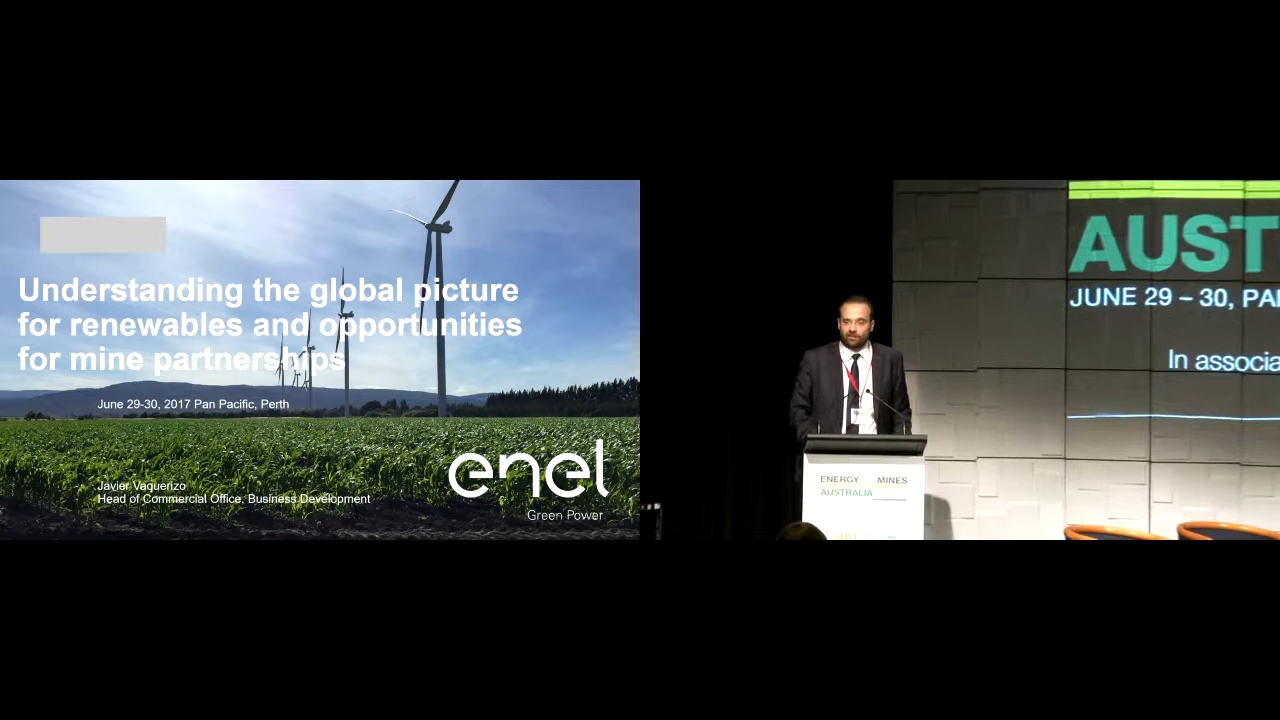 Understanding the global picture
for renewables and opportunities
for mine partnerships
June 29-30, 2017 Pan Pacific, Perth
Javier Vaquerizo
Head of Commercial Office, Business Development
enel
Green Power
AUST
JUNE 29 – 30, PA
In associa
ENERGY MINES
AUSTRALIA